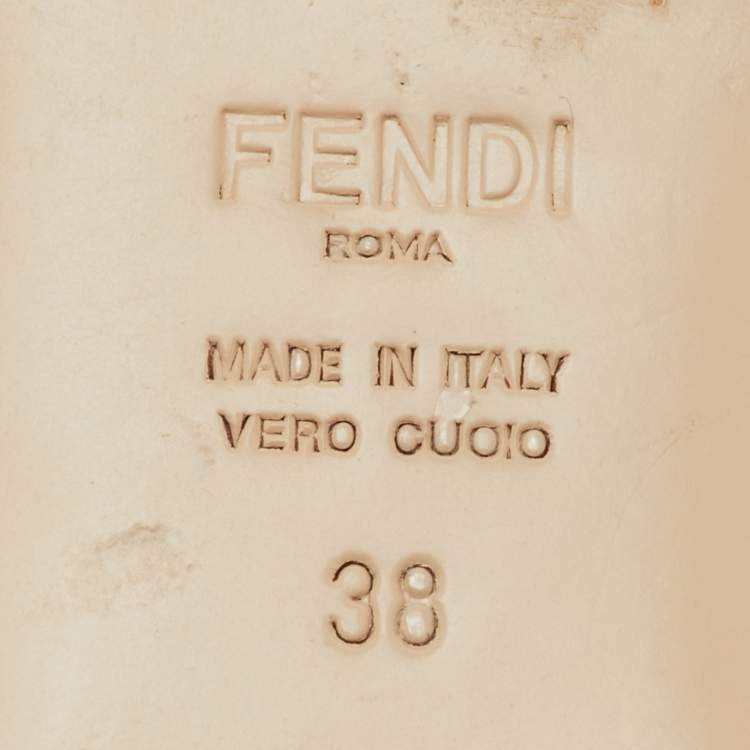 FENDI
ROMA
MADE IN ITALY
VERO CUOIO
38